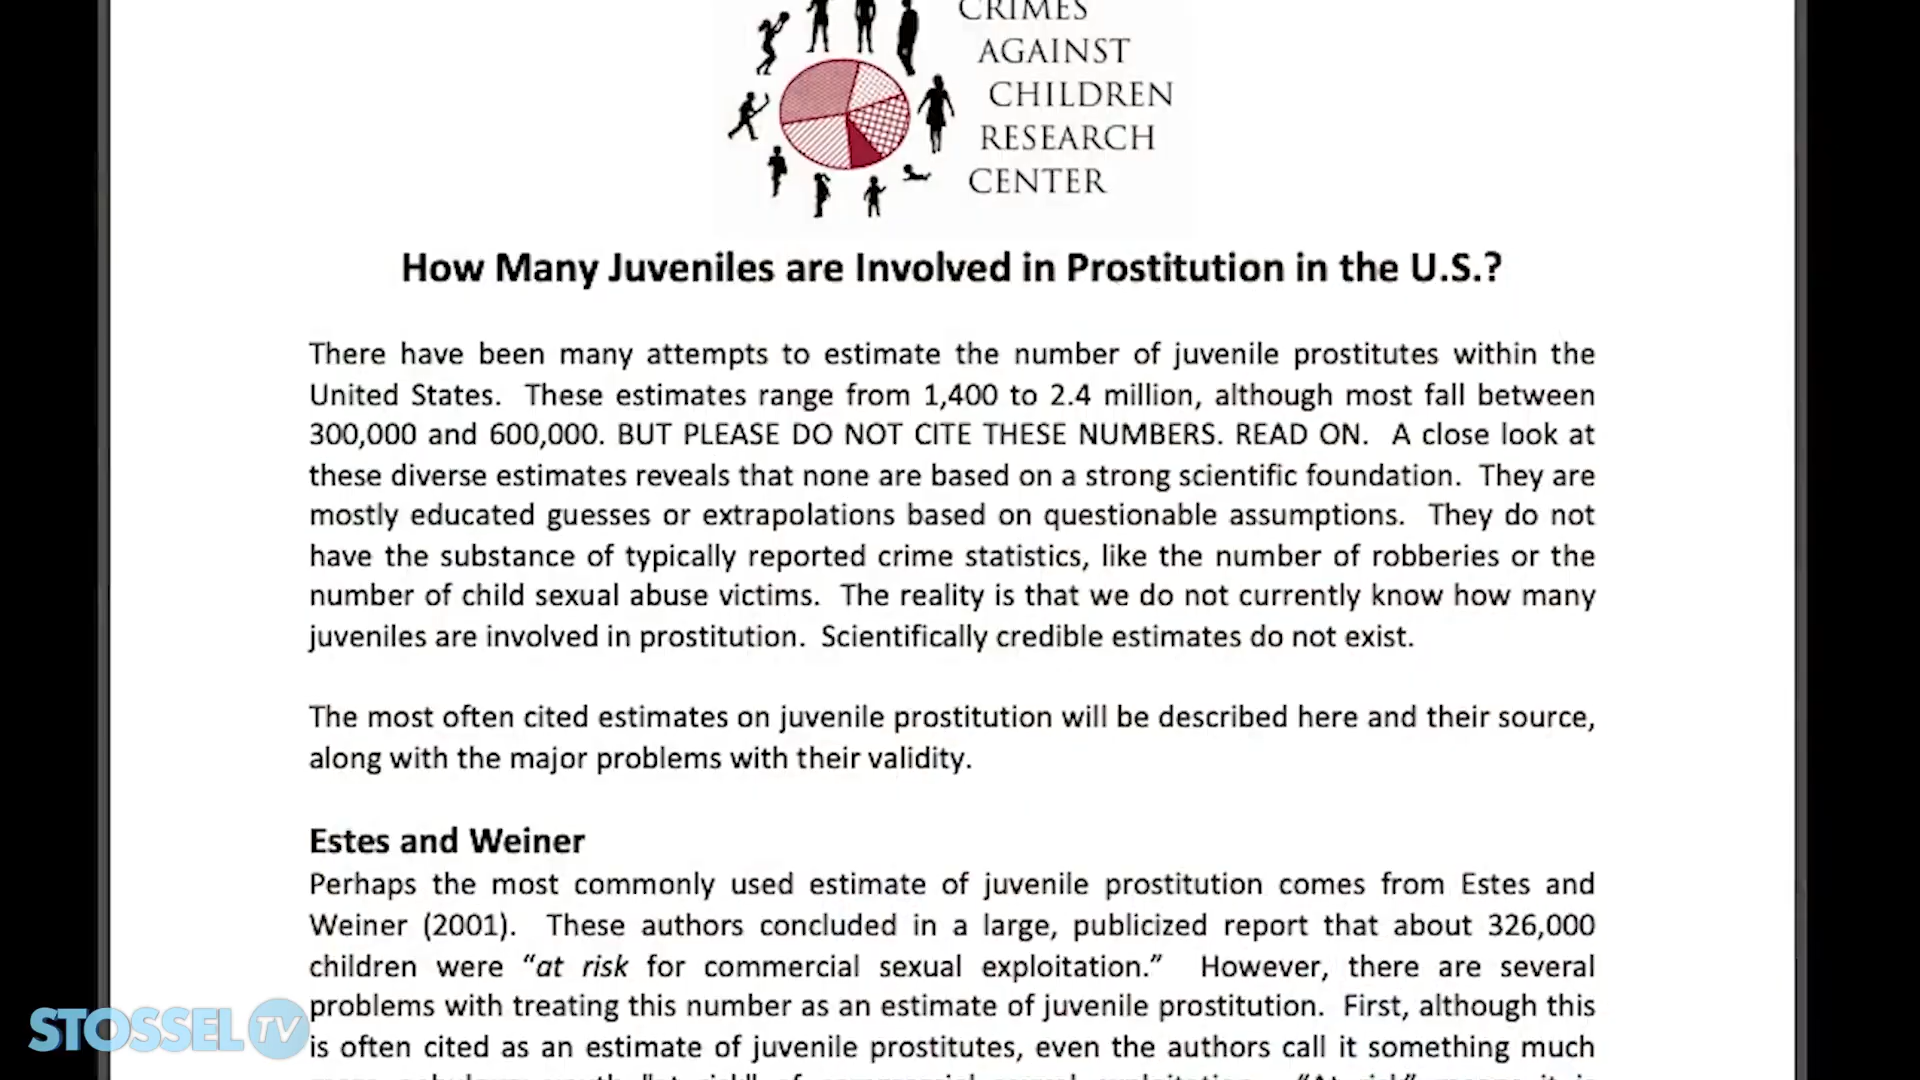 CRIMES
AGAINST
CHILDREN
RESEARCH
CENTER
How Many Juveniles are Involved in Prostitution in the U.S.?
There have been many attempts to estimate the number of juvenile prostitutes within the
United States. These estimates range from 1,400 to 2.4 million, although most fall between
300,000 and 600,000. BUT PLEASE DO NOT CITE THESE NUMBERS. READ ON. A close look at
these diverse estimates reveals that none are based on a strong scientific foundation. They are
mostly educated guesses or extrapolations based on questionable assumptions. They do not
have the substance of typically reported crime statistics, like the number of robberies or the
number of child sexual abuse victims. The reality is that we do not currently know how many
juveniles are involved in prostitution. Scientifically credible estimates do not exist.
The most often cited estimates on juvenile prostitution will be described here and their source,
along with the major problems with their validity.
Estes and Weiner
Perhaps the most commonly used estimate of juvenile prostitution comes from Estes and
Weiner (2001). These authors concluded in a large, publicized report that about 326,000
children were “at risk for commercial sexual exploitation.” However, there are several
problems with treating this number as an estimate of juvenile prostitution. First, although this
is often cited as an estimate of juvenile prostitutes, even the authors call it something much
STOSSEL TV